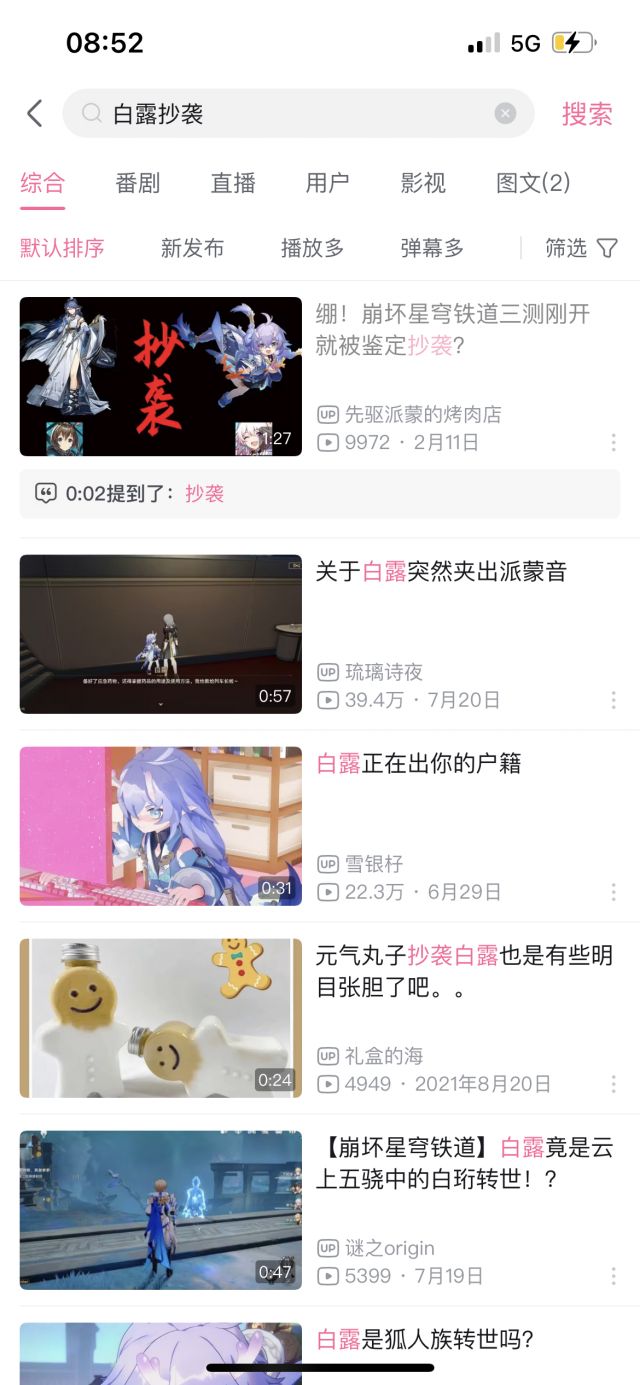 08:52
5G
白露抄袭
搜索
综合
番剧
直播
用户
影视
图文(2)
默认排序
新发布
播放多
弹幕多
筛选
抄袭
1:27
绷！崩坏星穹铁道三测刚开
就被鉴定抄袭?
UP 先驱派蒙的烤肉店
9972 · 2月11日
0:02提到了：抄袭
0:57
关于白露突然夹出派蒙音
UP 琉璃诗夜
39.4万 · 7月20日
0:31
白露正在出你的户籍
UP 雪银杍
22.3万 · 6月29日
0:24
元气丸子抄袭白露也是有些明
目张胆了吧。。
UP 礼盒的海
4949 · 2021年8月20日
0:47
【崩坏星穹铁道】白露竟是云
上五骁中的白珩转世！?
UP 谜之origin
5399 · 7月19日
白露是狐人族转世吗?